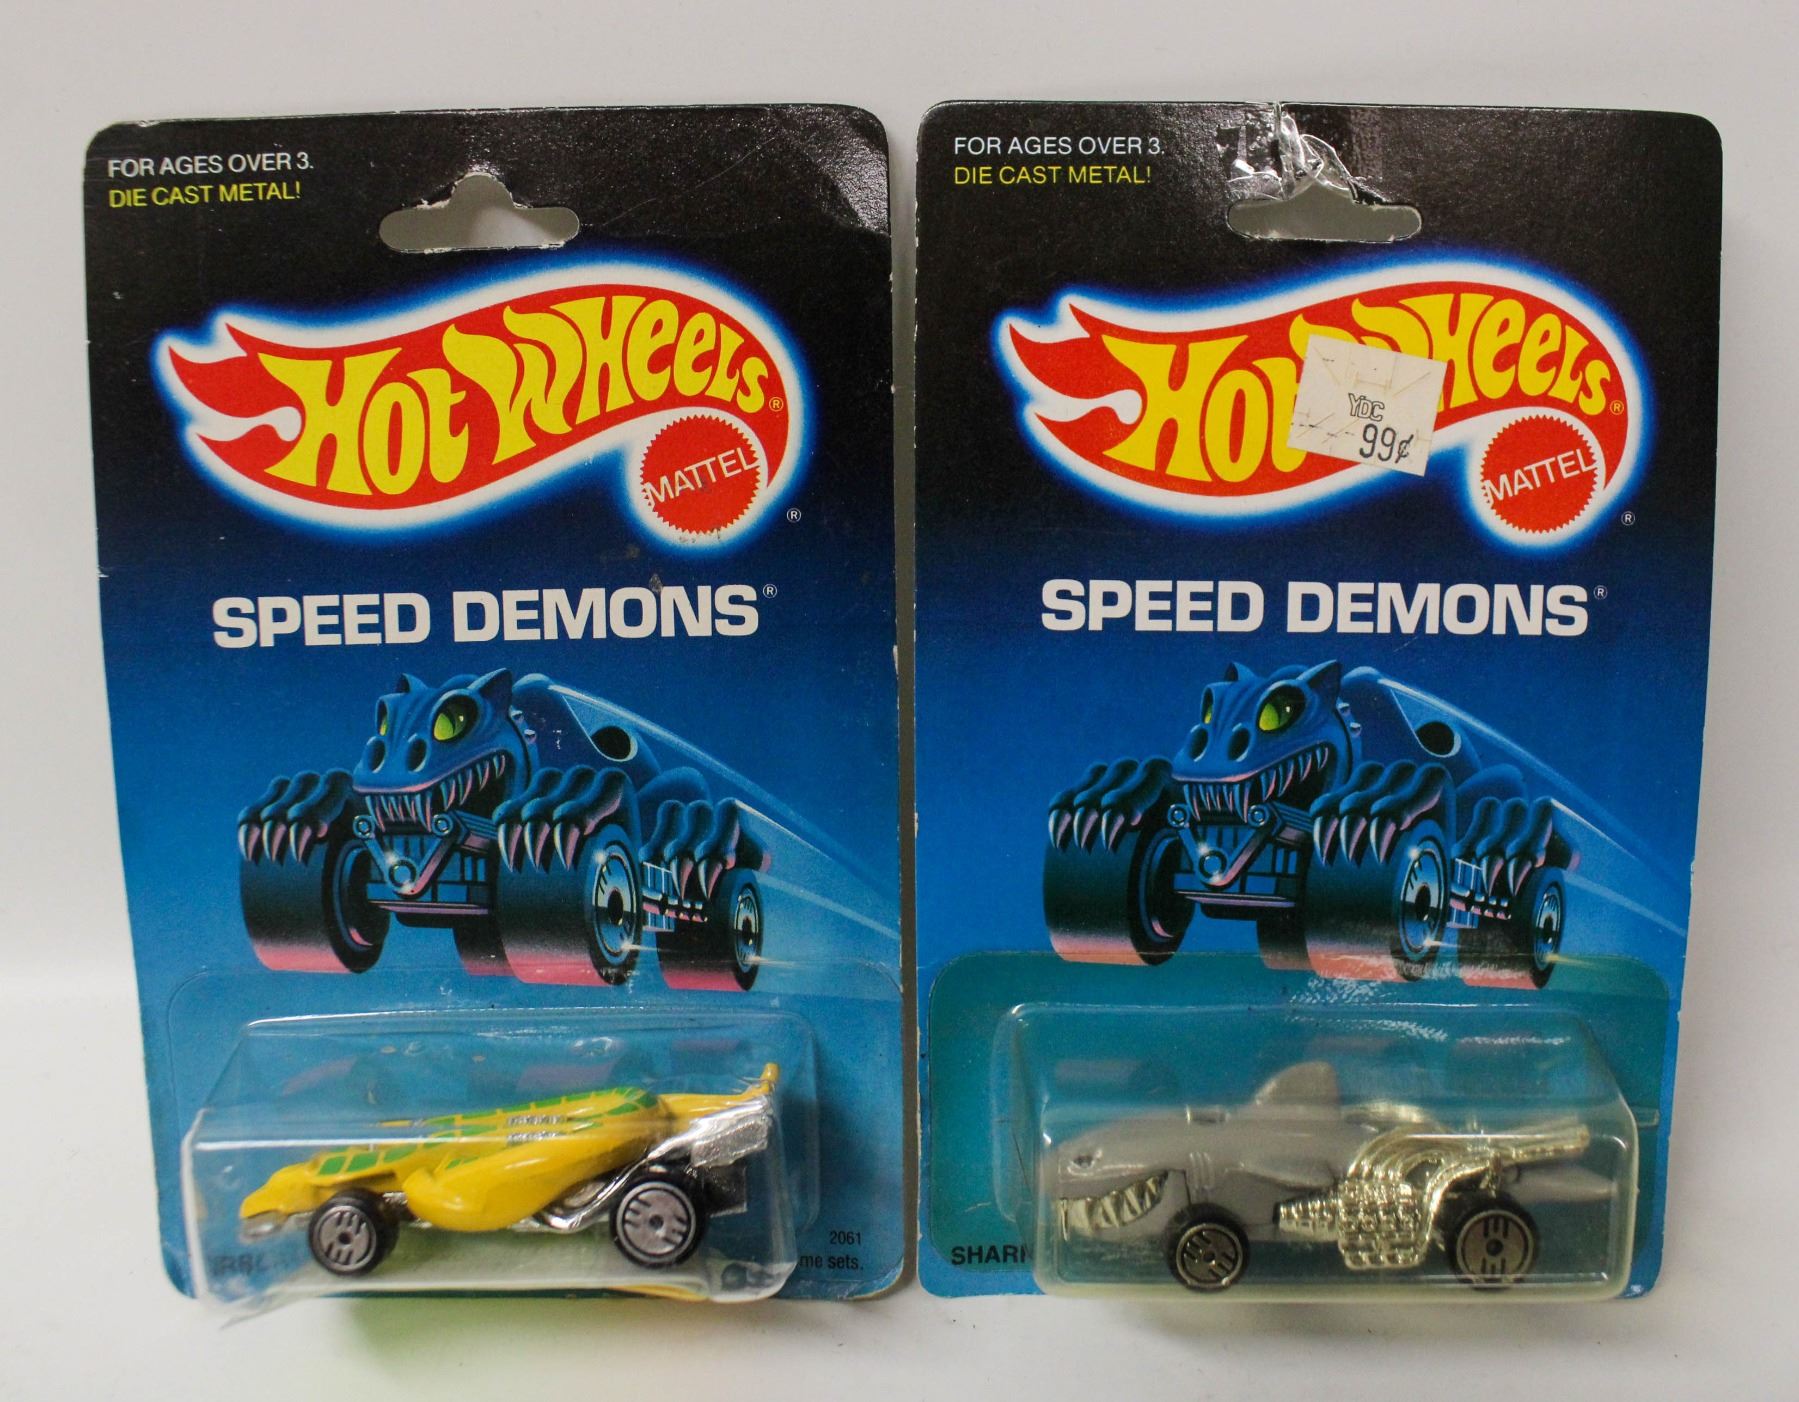 FOR AGES OVER 3.
DIE CAST METAL!
HOT WHEELS®
MATTEL
®
SPEED DEMONS®
2061
me sets.
FOR AGES OVER 3.
DIE CAST METAL!
HOT WHEELS®
YDC
99¢
MATTEL
®
SPEED DEMONS®
SHAR